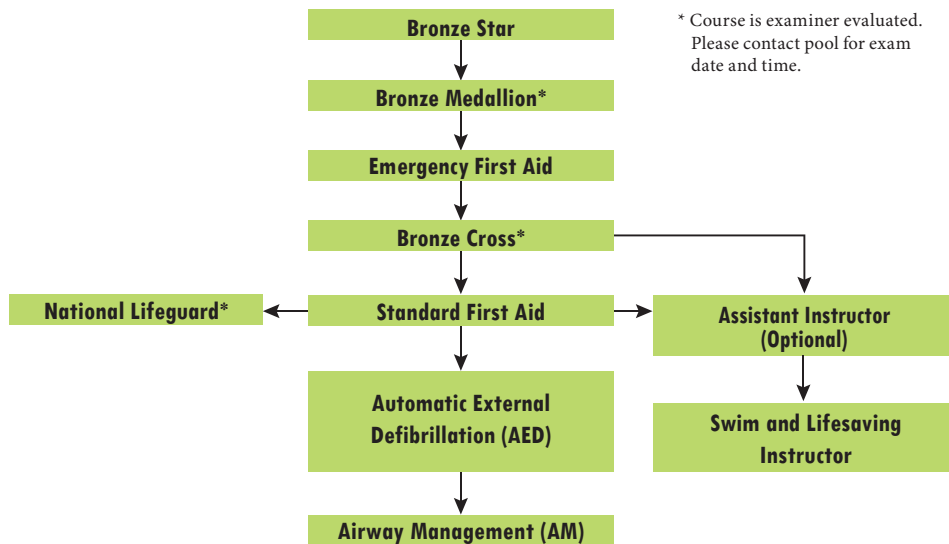 Bronze Star
* Course is examiner evaluated.
Please contact pool for exam
date and time.
Bronze Medallion*
Emergency First Aid
Bronze Cross*
National Lifeguard*
Standard First Aid
Assistant Instructor
(Optional)
Automatic External
Defibrillation (AED)
Swim and Lifesaving
Instructor
Airway Management (AM)